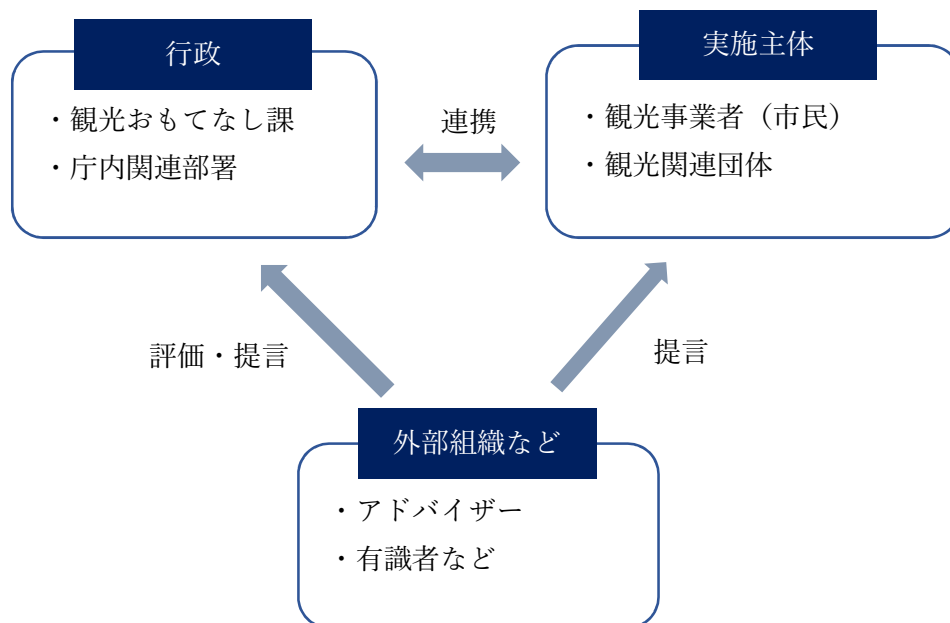 行政
・観光おもてなし課
・庁内関連部署
連携
実施主体
・観光事業者（市民）
・観光関連団体
評価・提言
提言
外部組織など
・アドバイザー
・有識者など